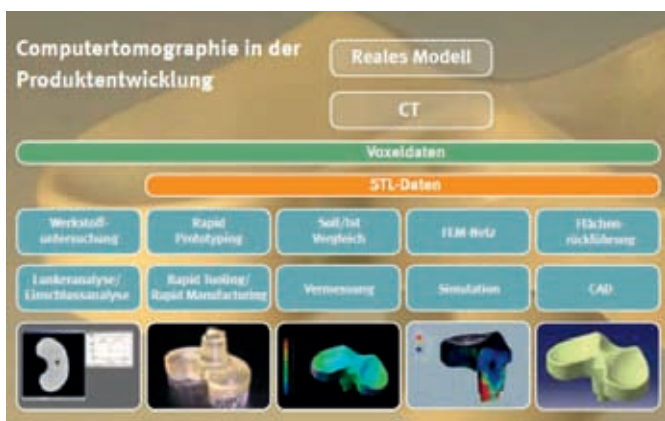 Computertomographie in der
Produktentwicklung
Reales Modell
CT
Voxeldaten
STL-Daten
Werkstoff-
untersuchung
Rapid
Prototyping
Soll/Ist
Vergleich
FEM-Netz
Flächen-
rückführung
Lunkeranalyse/
Einschlussanalyse
Rapid Tooling/
Rapid Manufacturing
Vermessung
Simulation
CAD